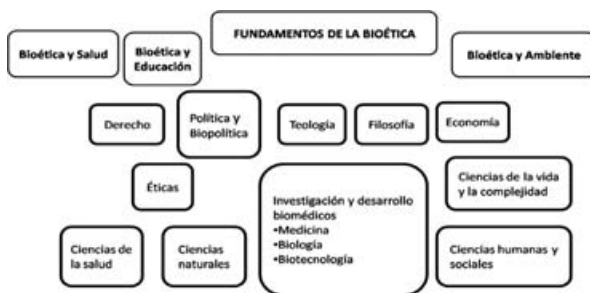 FUNDAMENTOS DE LA BIOÉTICA
Bioética y Salud
Bioética y
Educación
Bioética y Ambiente
Derecho
Política y
Biopolítica
Teología
Filosofía
Economía
Éticas
Investigación y desarrollo
biomédicos
•Medicina
•Biología
•Biotecnología
Ciencias de la vida
y la complejidad
Ciencias de
la salud
Ciencias
naturales
Ciencias humanas y
sociales